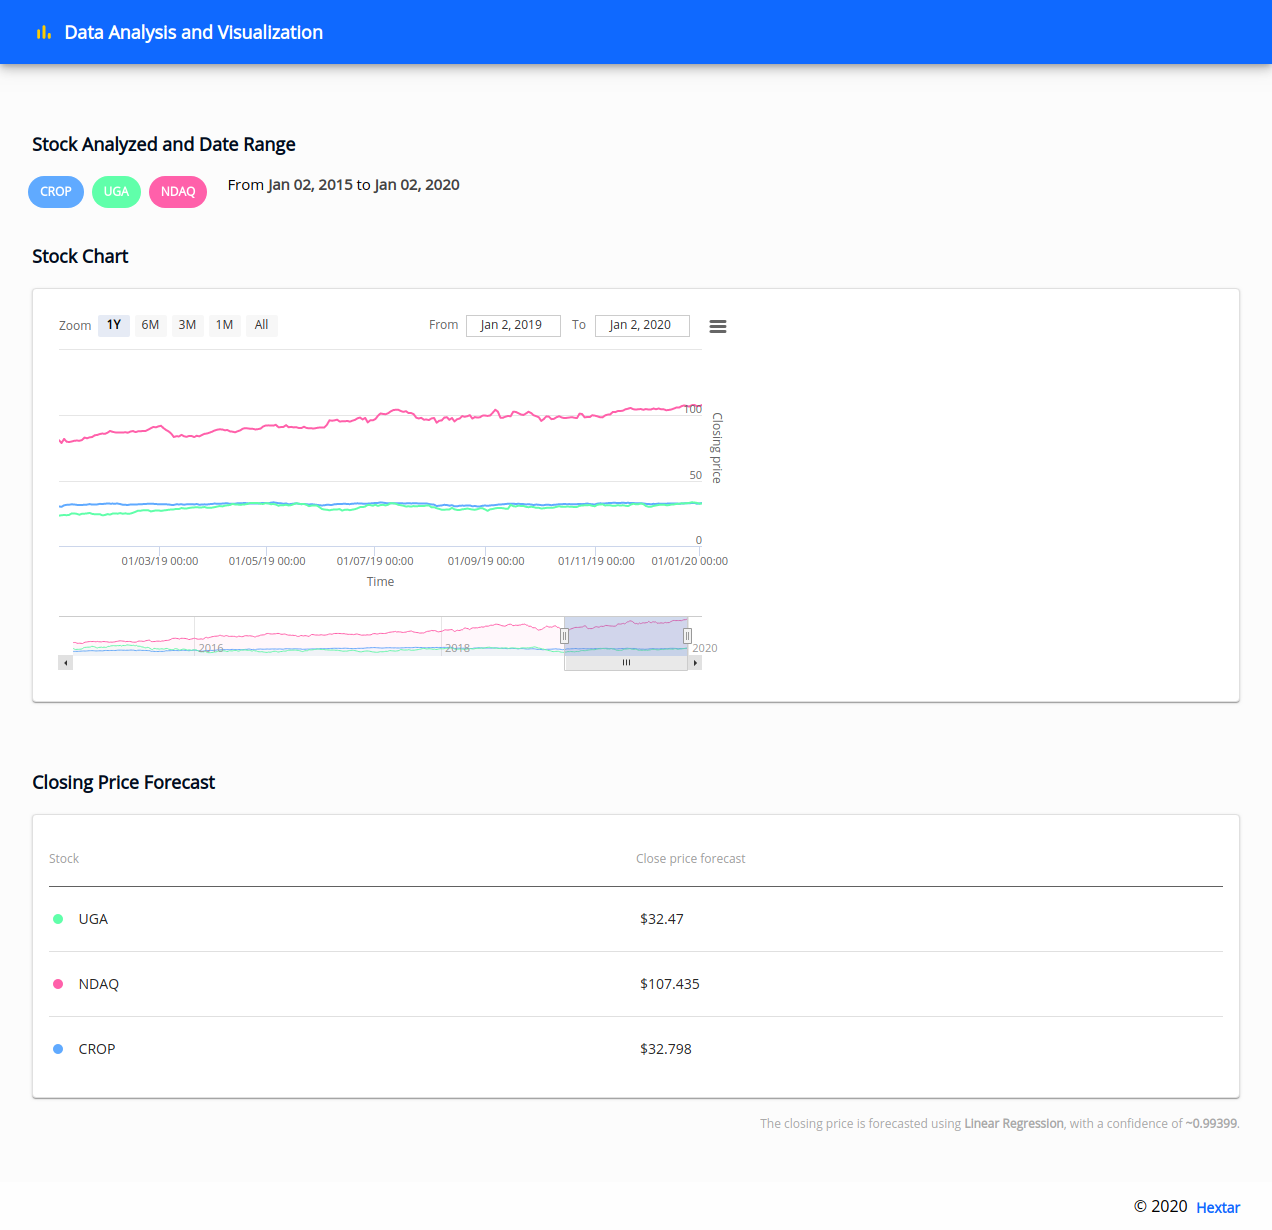 Data Analysis and Visualization
Stock Analyzed and Date Range
CROP UGA NDAQ From Jan 02, 2015 to Jan 02, 2020
Stock Chart
Zoom 1Y 6M 3M 1M All From Jan 2, 2019 To Jan 2, 2020
100
Closing price
50
0
01/03/19 00:00 01/05/19 00:00 01/07/19 00:00 01/09/19 00:00 01/11/19 00:00 01/01/20 00:00
Time
2016 2018 2020
Closing Price Forecast
Stock Close price forecast
UGA $32.47
NDAQ $107.435
CROP $32.798
The closing price is forecasted using Linear Regression, with a confidence of ~0.99399.
© 2020 Hextar